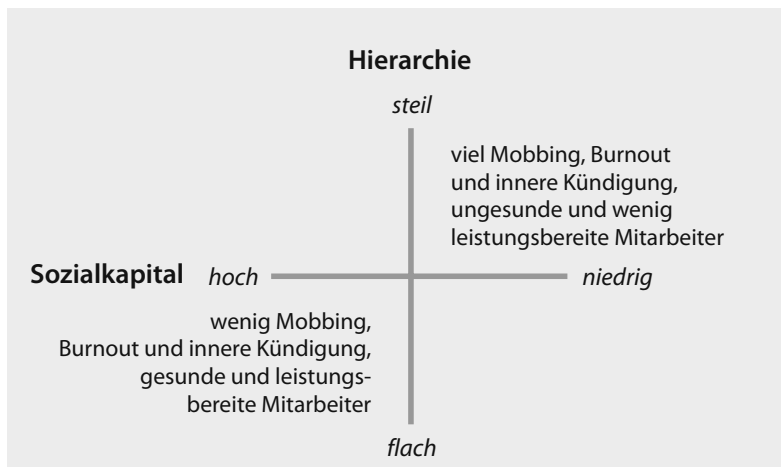 Hierarchie
steil
viel Mobbing, Burnout
und innere Kündigung,
ungesunde und wenig
leistungsbereite Mitarbeiter
Sozialkapital hoch niedrig
wenig Mobbing,
Burnout und innere Kündigung,
gesunde und leistungs-
bereite Mitarbeiter
flach